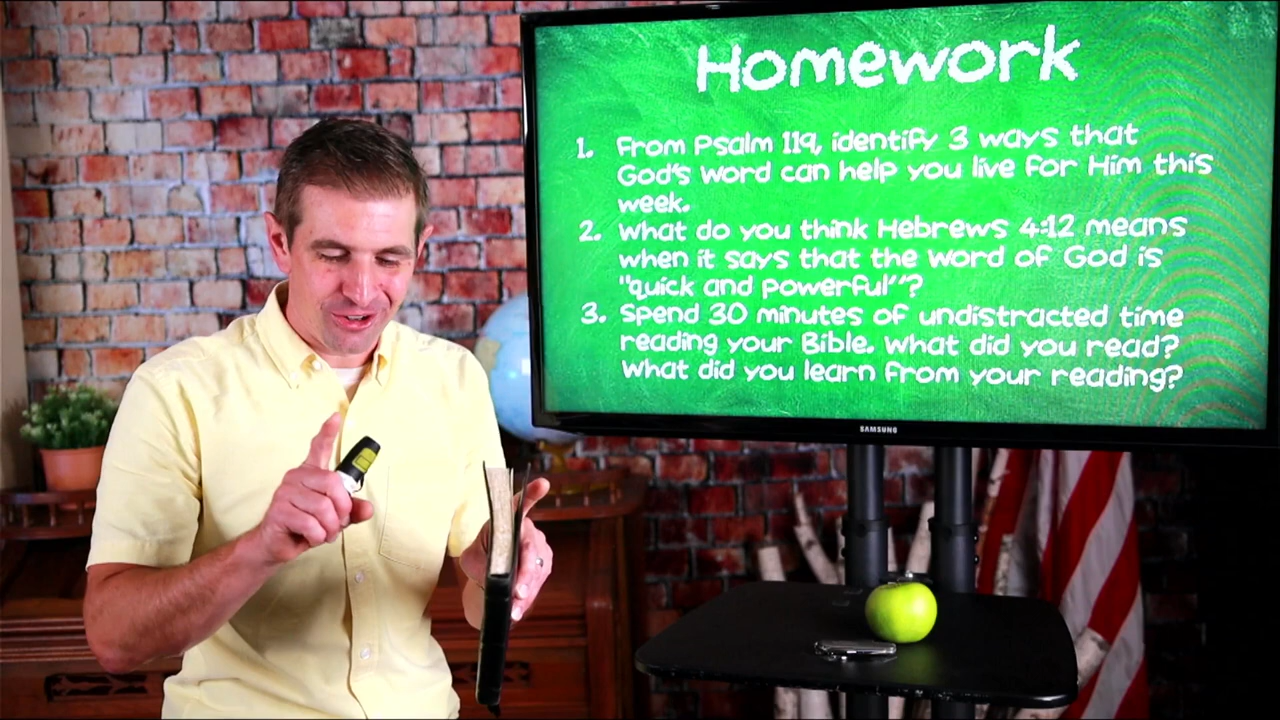 Homework
1. From Psalm 119, identify 3 ways that
God's Word can help you live for Him this
week.
2. What do you think Hebrews 4:12 means
when it says that the Word of God is
"quick and powerful"?
3. Spend 30 minutes of undistracted time
reading your Bible. What did you read?
What did you learn from your reading?
SAMSUNG